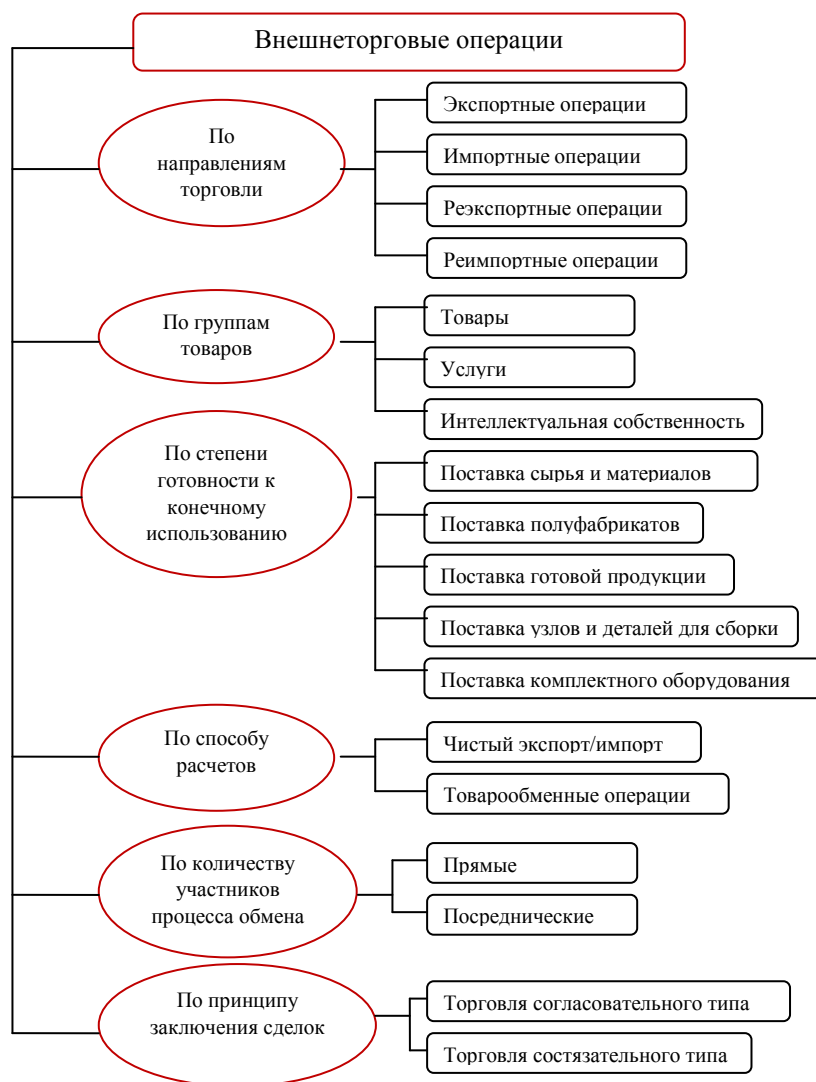 Внешнеторговые операции
По
направлениям
торговли
Экспортные операции
Импортные операции
Реэкспортные операции
Реимпортные операции
По группам
товаров
Товары
Услуги
Интеллектуальная собственность
По степени
готовности к
конечному
использованию
Поставка сырья и материалов
Поставка полуфабрикатов
Поставка готовой продукции
Поставка узлов и деталей для сборки
Поставка комплектного оборудования
По способу
расчетов
Чистый экспорт/импорт
Товарообменные операции
По количеству
участников
процесса обмена
Прямые
Посреднические
По принципу
заключения сделок
Торговля согласовательного типа
Торговля состязательного типа